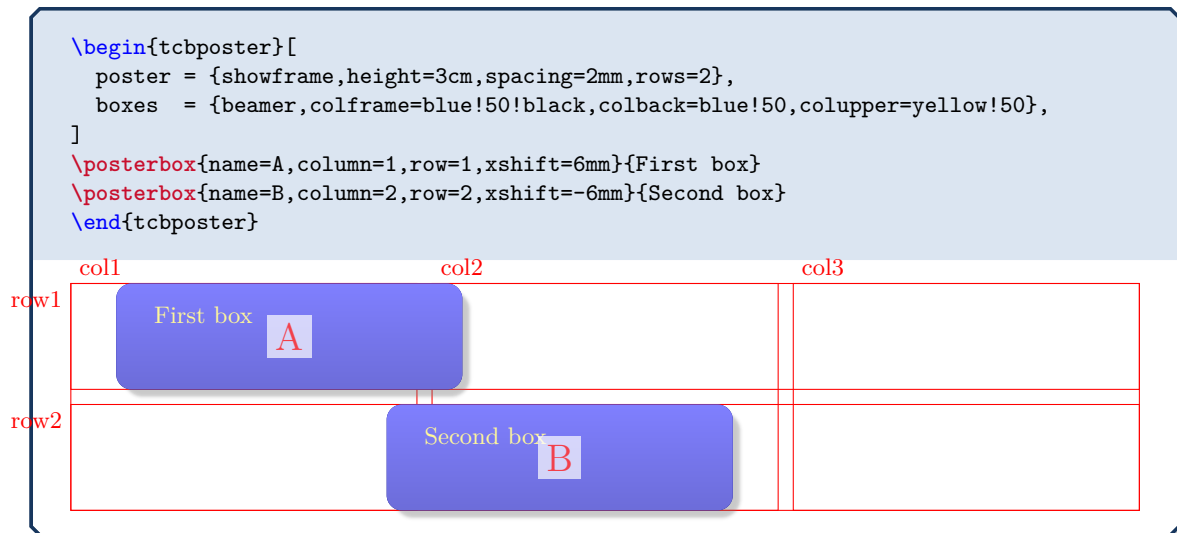 \begin{tcbposter}[
  poster = {showframe,height=3cm,spacing=2mm,rows=2},
  boxes  = {beamer,colframe=blue!50!black,colback=blue!50,colupper=yellow!50},
]
\posterbox{name=A,column=1,row=1,xshift=6mm}{First box}
\posterbox{name=B,column=2,row=2,xshift=-6mm}{Second box}
\end{tcbposter}
col1 col2 col3
row1
First box
A
row2
Second box
B